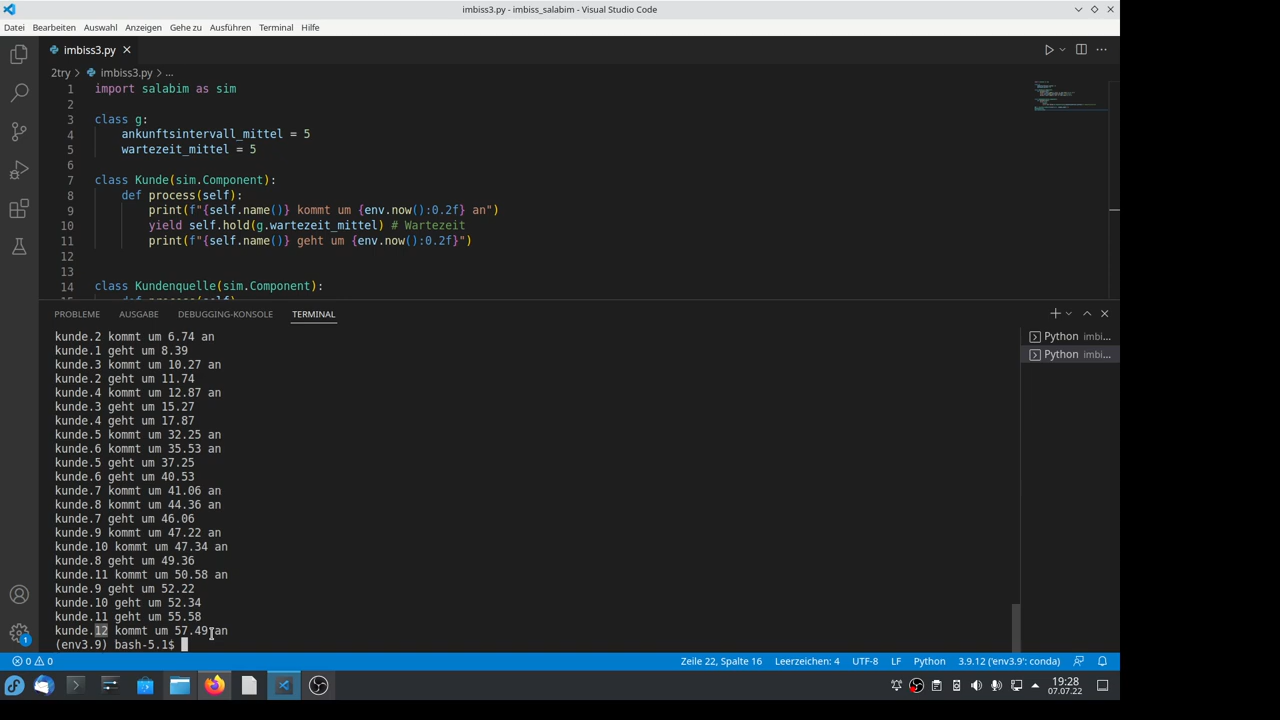 imbiss3.py - imbiss_salabim - Visual Studio Code
Datei Bearbeiten Auswahl Anzeigen Gehe zu Ausführen Terminal Hilfe
imbiss3.py
2try > imbiss3.py > ...
1 import salabim as sim
2
3 class g:
4 ankunftsintervall_mittel = 5
5 wartezeit_mittel = 5
6
7 class Kunde(sim.Component):
8 def process(self):
9 print(f"{self.name()} kommt um {env.now():0.2f} an")
10 yield self.hold(g.wartezeit_mittel) # Wartezeit
11 print(f"{self.name()} geht um {env.now():0.2f}")
12
13
14 class Kundenquelle(sim.Component):
PROBLEME AUSGABE DEBUGGING-KONSOLE TERMINAL
kunde.2 kommt um 6.74 an
kunde.1 geht um 8.39
kunde.3 kommt um 10.27 an
kunde.2 geht um 11.74
kunde.4 kommt um 12.87 an
kunde.3 geht um 15.27
kunde.4 geht um 17.87
kunde.5 kommt um 32.25 an
kunde.6 kommt um 35.53 an
kunde.5 geht um 37.25
kunde.6 geht um 40.53
kunde.7 kommt um 41.06 an
kunde.8 kommt um 44.36 an
kunde.7 geht um 46.06
kunde.9 kommt um 47.22 an
kunde.10 kommt um 47.34 an
kunde.8 geht um 49.36
kunde.11 kommt um 50.58 an
kunde.9 geht um 52.22
kunde.10 geht um 52.34
kunde.11 geht um 55.58
kunde.12 kommt um 57.49 an
(env3.9) bash-5.1$
Python imbi...
Python imbi...
0 0 Zeile 22, Spalte 16 Leerzeichen: 4 UTF-8 LF Python 3.9.12 ('env3.9': conda)
19:28
07.07.22